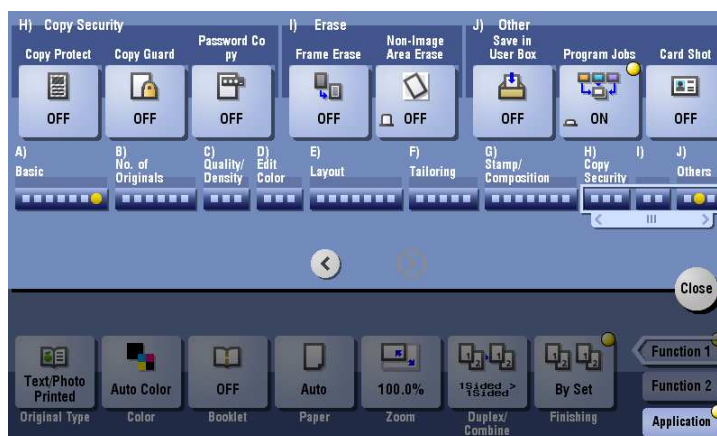 H) Copy Security
I) Erase
J) Other
Copy Protect
Copy Guard
Password Co
py
Frame Erase
Non-Image
Area Erase
Save in
User Box
Program Jobs
Card Shot
OFF
OFF
OFF
OFF
OFF
OFF
ON
OFF
A)
Basic
B)
No. of
Originals
C)
Quality/
Density
D)
Edit
Color
E)
Layout
F)
Tailoring
G)
Stamp/
Composition
H)
Copy
Security
I)
J)
Others
Close
Text/Photo
Printed
Auto Color
OFF
Auto
100.0%
1Sided >
1Sided
By Set
Original Type
Color
Booklet
Paper
Zoom
Duplex/
Combine
Finishing
Function 1
Function 2
Application